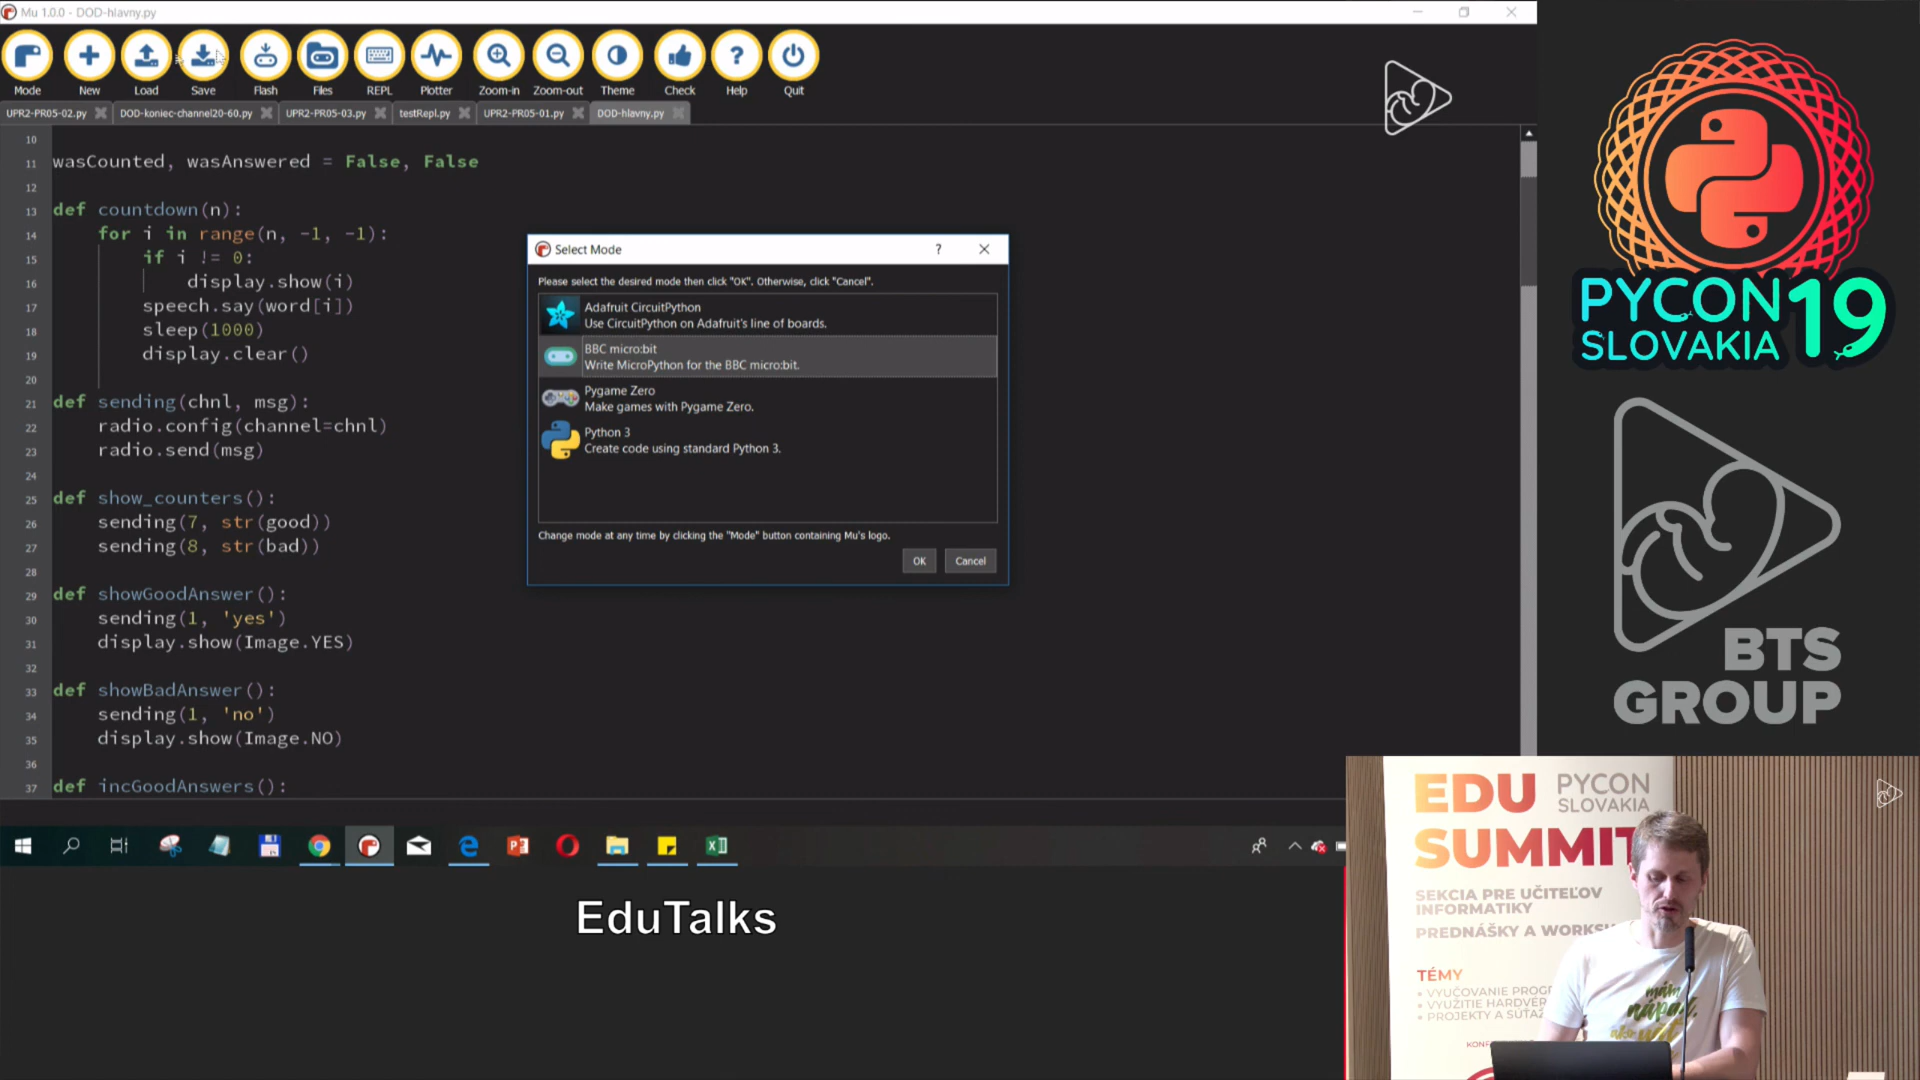 Mu 1.0.0 - DOD-hlavny.py
Mode New Load Save Flash Files REPL Plotter Zoom-in Zoom-out Theme Check Help Quit
UPR2-PR05-02.py DOD-koniec-channel20-60.py UPR2-PR05-03.py testRepl.py UPR2-PR05-01.py DOD-hlavny.py
10
11 wasCounted, wasAnswered = False, False
12
13 def countdown(n):
14 for i in range(n, -1, -1):
15 if i != 0:
16 display.show(i)
17 speech.say(word[i])
18 sleep(1000)
19 display.clear()
20
21 def sending(chnl, msg):
22 radio.config(channel=chnl)
23 radio.send(msg)
24
25 def show_counters():
26 sending(7, str(good))
27 sending(8, str(bad))
28
29 def showGoodAnswer():
30 sending(1, 'yes')
31 display.show(Image.YES)
32
33 def showBadAnswer():
34 sending(1, 'no')
35 display.show(Image.NO)
36
37 def incGoodAnswers():
Select Mode
Please select the desired mode then click "OK". Otherwise, click "Cancel".
Adafruit CircuitPython
Use CircuitPython on Adafruit's line of boards.
BBC micro:bit
Write MicroPython for the BBC micro:bit.
Pygame Zero
Make games with Pygame Zero.
Python 3
Create code using standard Python 3.
Change mode at any time by clicking the "Mode" button containing Mu's logo.
OK Cancel
PYCON 19
SLOVAKIA
BTS
GROUP
EduTalks
EDU PYCON
SLOVAKIA
SUMMIT
SEKCIA PRE UČITEĽOV
INFORMATIKY
PREDNÁŠKY A
TÉMY
• VYUČOVANIE
• VYUŽITIE
• PROJEKTY A
mám
nápad,
ako